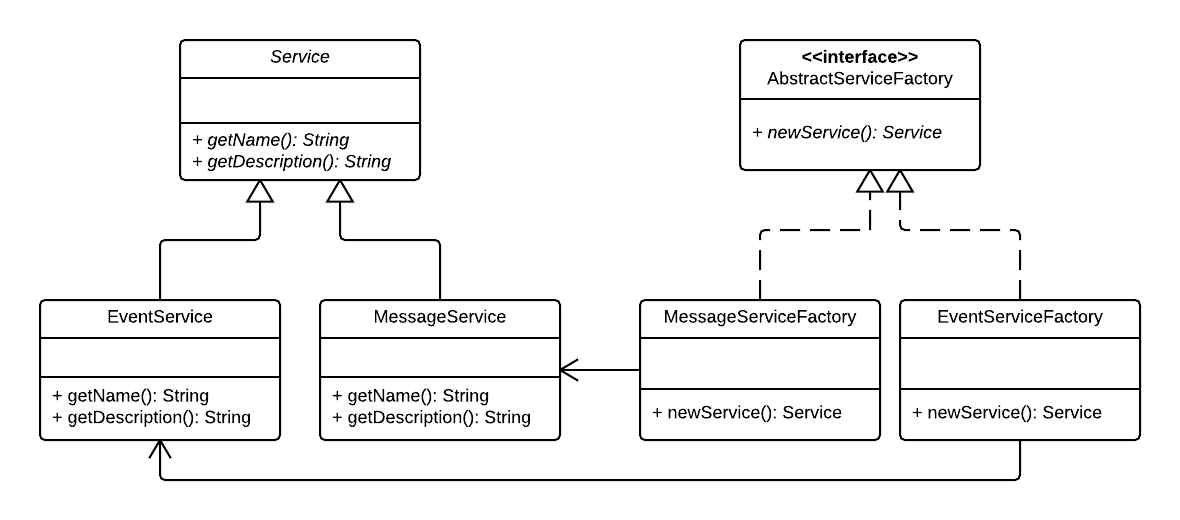 Service
+ getName(): String
+ getDescription(): String
<<interface>>
AbstractServiceFactory
+ newService(): Service
EventService
+ getName(): String
+ getDescription(): String
MessageService
+ getName(): String
+ getDescription(): String
MessageServiceFactory
+ newService(): Service
EventServiceFactory
+ newService(): Service